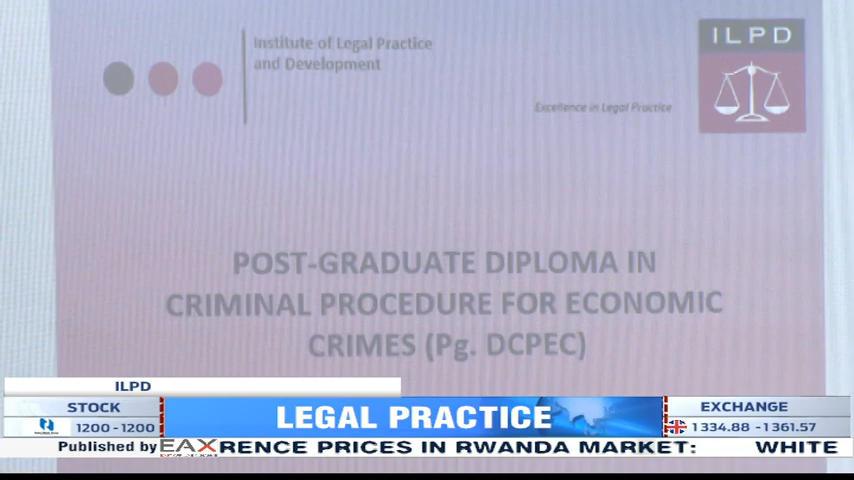 Institute of Legal Practice
and Development
ILPD
Excellence in Legal Practice
POST-GRADUATE DIPLOMA IN
CRIMINAL PROCEDURE FOR ECONOMIC
CRIMES (Pg. DCPEC)
ILPD
STOCK
1200 - 1200
LEGAL PRACTICE
EXCHANGE
1334.88 - 1361.57
Published by EAX RENCE PRICES IN RWANDA MARKET: WHITE